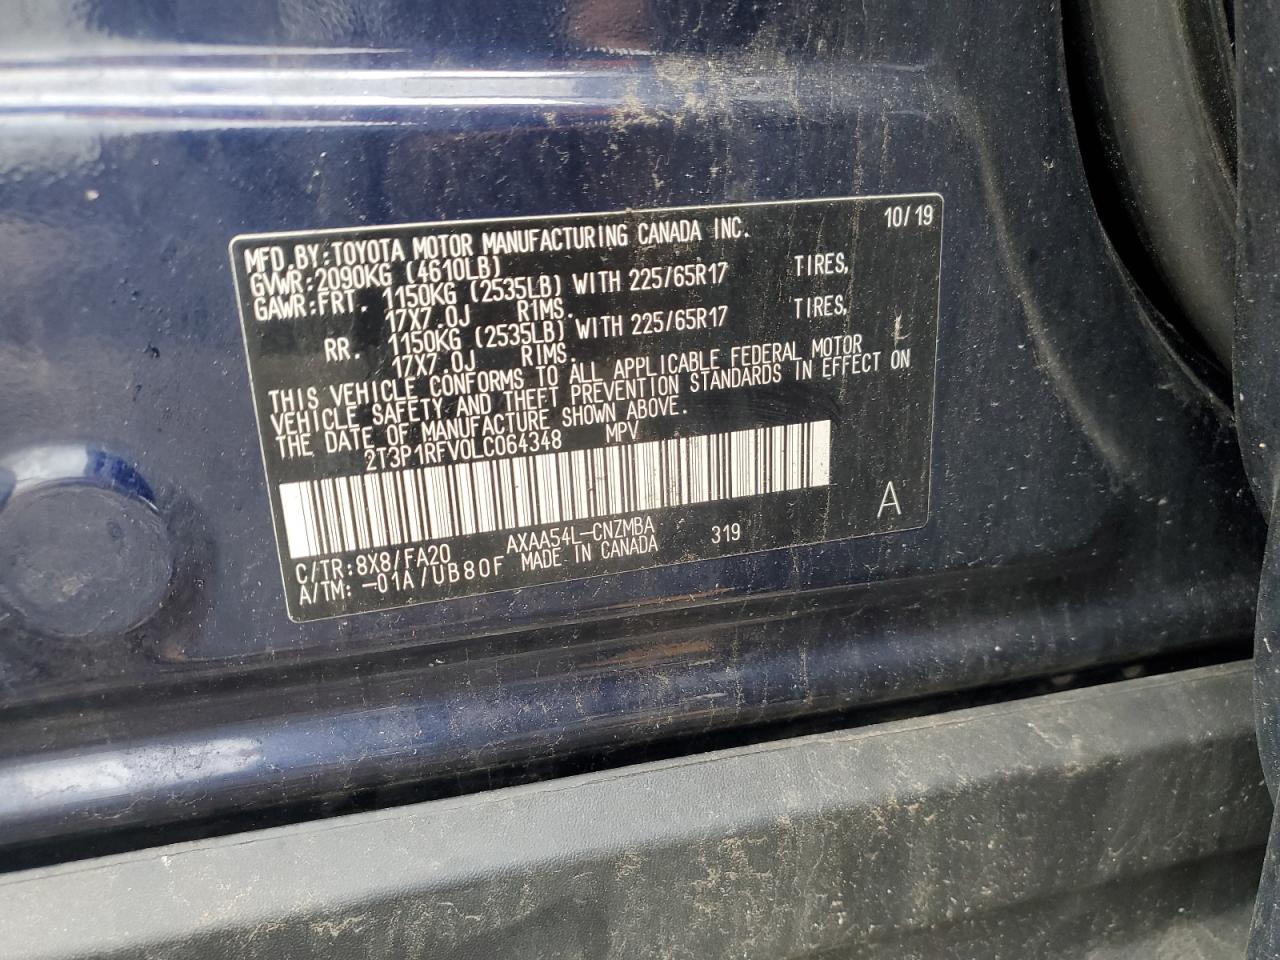 MFD.BY:TOYOTA MOTOR MANUFACTURING CANADA INC. 10/19
GVWR:2090KG (4610LB)
GAWR:FRT. 1150KG (2535LB) WITH 225/65R17 TIRES,
17X7.0J RIMS.
RR. 1150KG (2535LB) WITH 225/65R17 TIRES,
17X7.0J RIMS.
THIS VEHICLE CONFORMS TO ALL APPLICABLE FEDERAL MOTOR
VEHICLE SAFETY AND THEFT PREVENTION STANDARDS IN EFFECT ON
THE DATE OF MANUFACTURE SHOWN ABOVE.
2T3P1RFV0LC064348 MPV
A
C/TR:8X8/FA20 AXAA54L-CNZMBA 319
A/TM:-01A/UB80F MADE IN CANADA